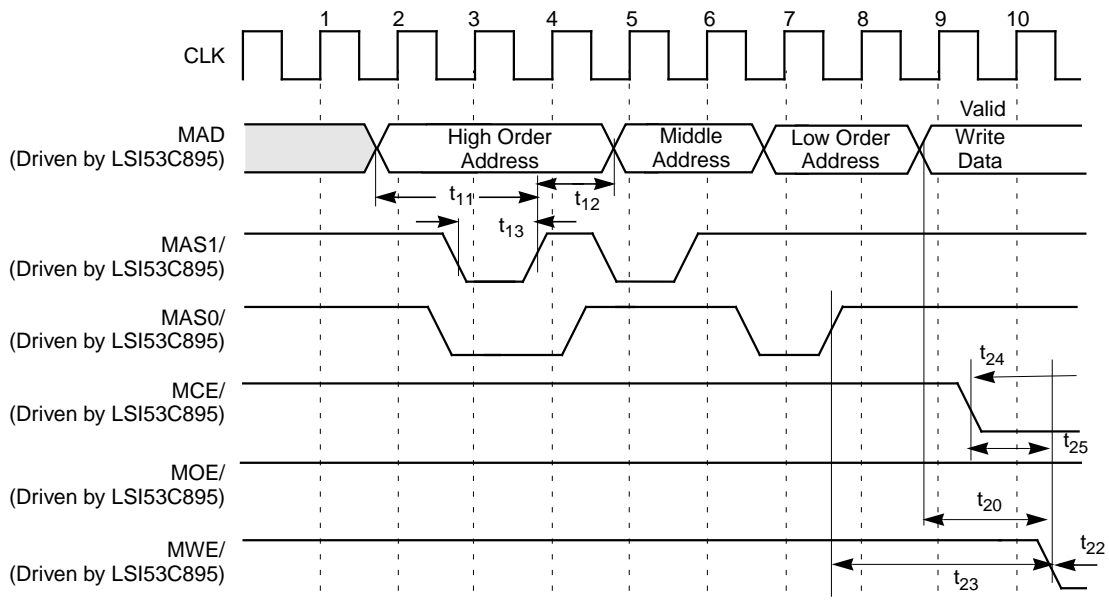 1 2 3 4 5 6 7 8 9 10
CLK
MAD
(Driven by LSI53C895)
High Order
Address
Middle
Address
Low Order
Address
Valid
Write
Data
t11
t12
t13
MAS1/
(Driven by LSI53C895)
MAS0/
(Driven by LSI53C895)
t24
MCE/
(Driven by LSI53C895)
t25
MOE/
(Driven by LSI53C895)
t20
MWE/
(Driven by LSI53C895)
t22
t23